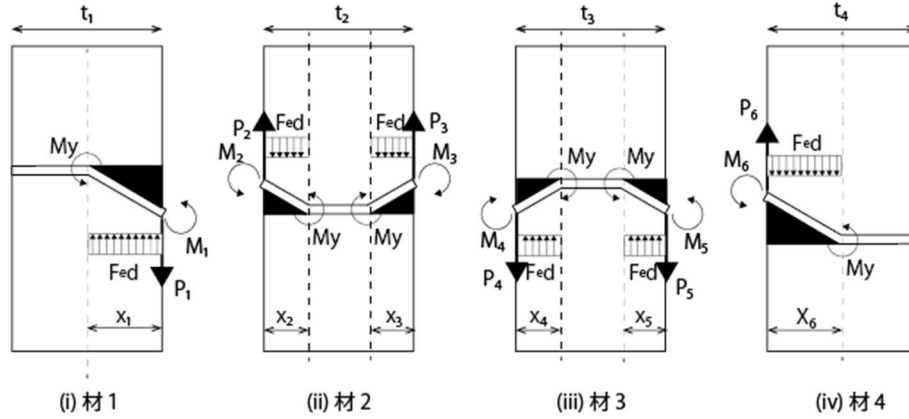 t₁
t₂
t₃
t₄
My
P₁
M₁
Fed
x₁
P₂
Fed
Fed
P₃
M₂
M₃
My
My
x₂
x₃
My
My
M₄
M₅
P₄
Fed
Fed
P₅
x₄
x₅
P₆
Fed
M₆
My
X₆
(i) 材 1
(ii) 材 2
(iii) 材 3
(iv) 材 4